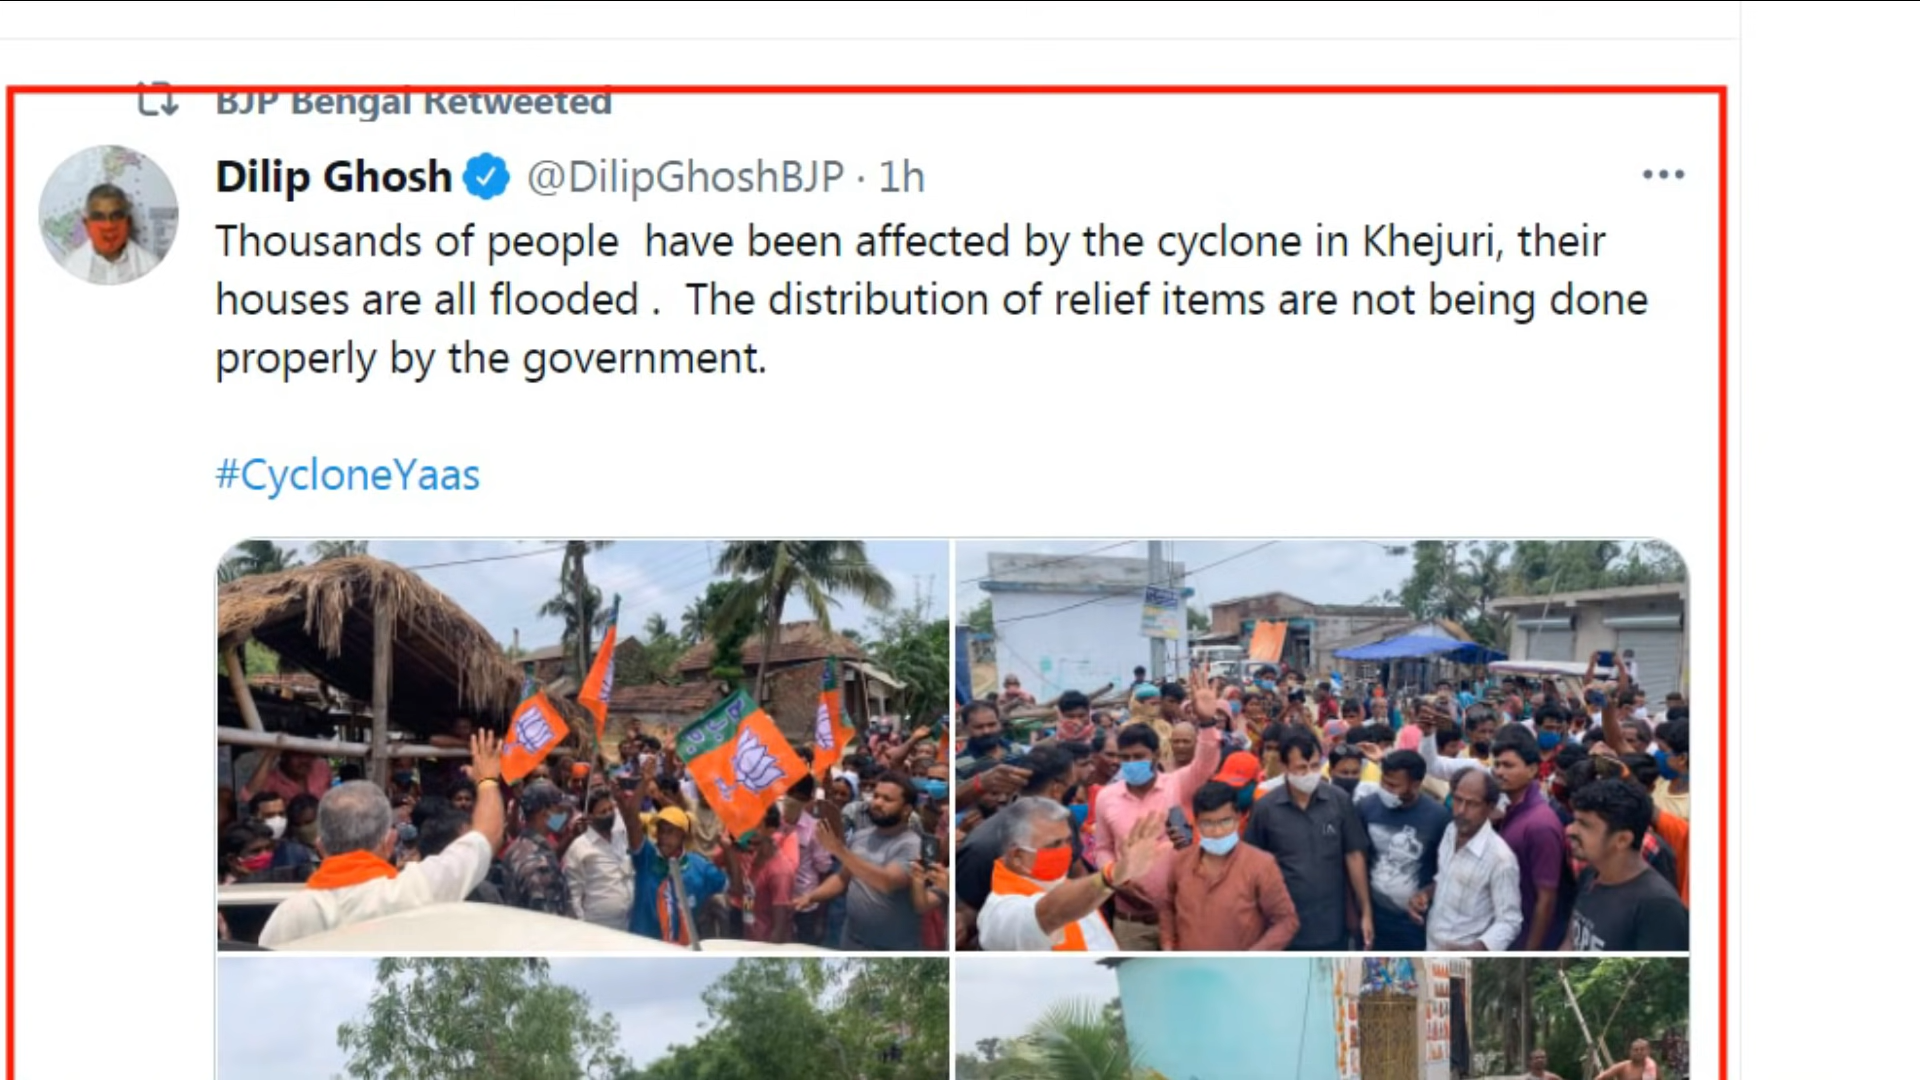 BJP Bengal Retweeted
Dilip Ghosh @DilipGhoshBJP · 1h
Thousands of people have been affected by the cyclone in Khejuri, their
houses are all flooded . The distribution of relief items are not being done
properly by the government.
#CycloneYaas